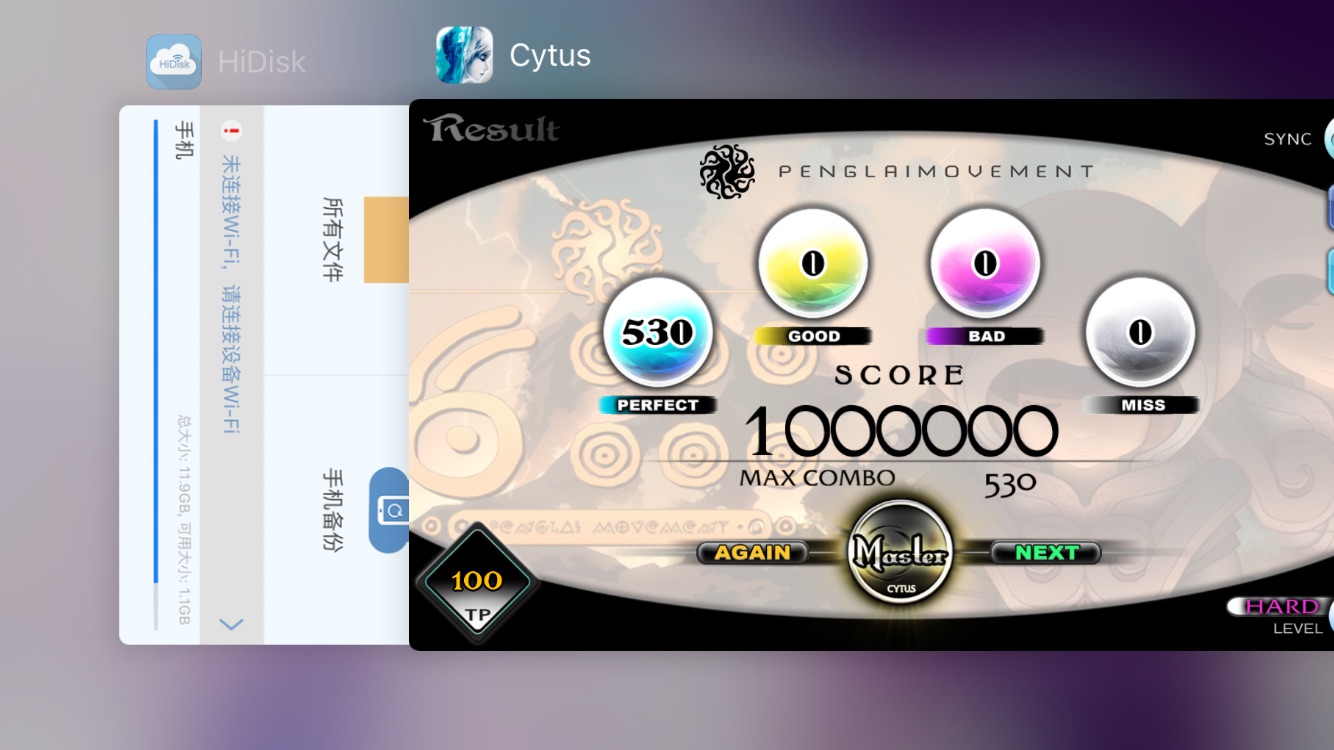 HiDisk
HiDisk
Cytus
手机
总大小: 11.9GB, 可用大小: 1.1GB
未连接Wi-Fi, 请连接设备Wi-Fi
所有文件
手机备份
Result
SYNC
PENGLAIMOVEMENT
530
PERFECT
0
GOOD
0
BAD
0
MISS
SCORE
1000000
MAX COMBO 530
PENGLAI MOVEMENT
AGAIN
Master
CYTUS
NEXT
100
TP
HARD
LEVEL